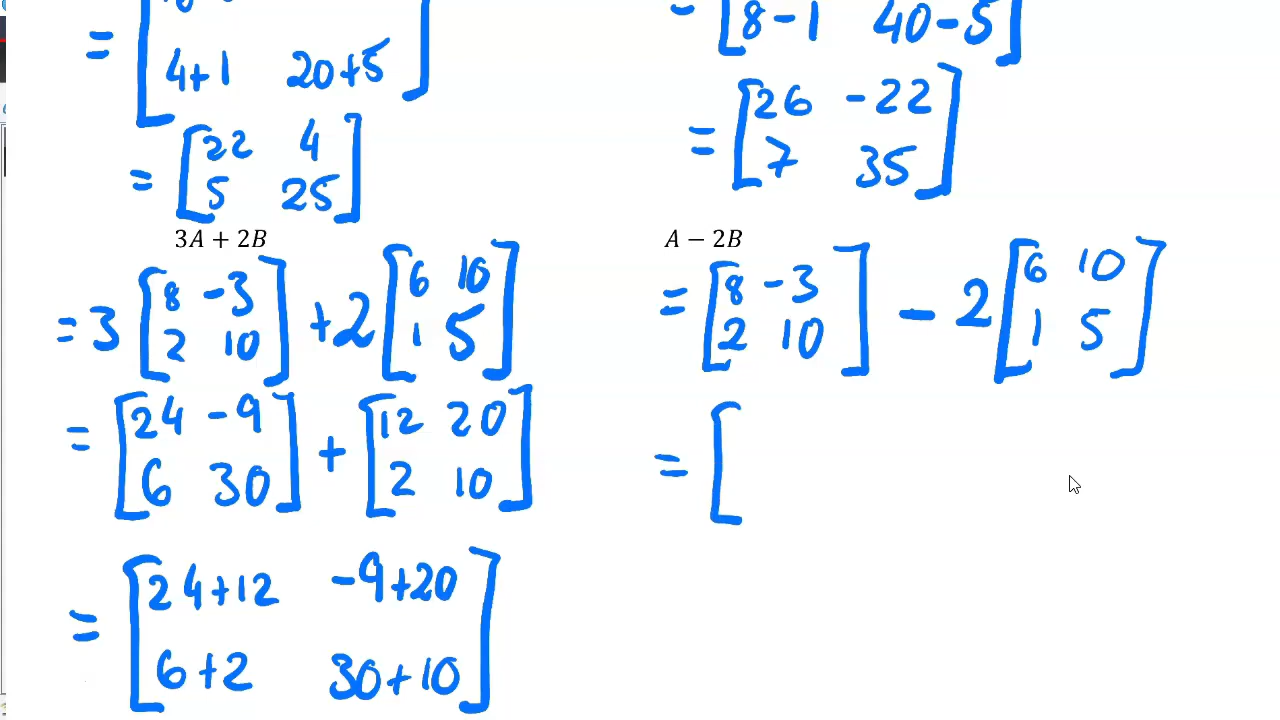 = [4+1 20+5]
= [22 4
5 25]
3A + 2B
= 3 [8 -3
2 10] + 2 [6 10
1 5]
= [24 -9
6 30] + [12 20
2 10]
= [24+12 -9+20
6+2 30+10]
[8-1 40-5]
= [26 -22
7 35]
A − 2B
= [8 -3
2 10] - 2 [6 10
1 5]
= [